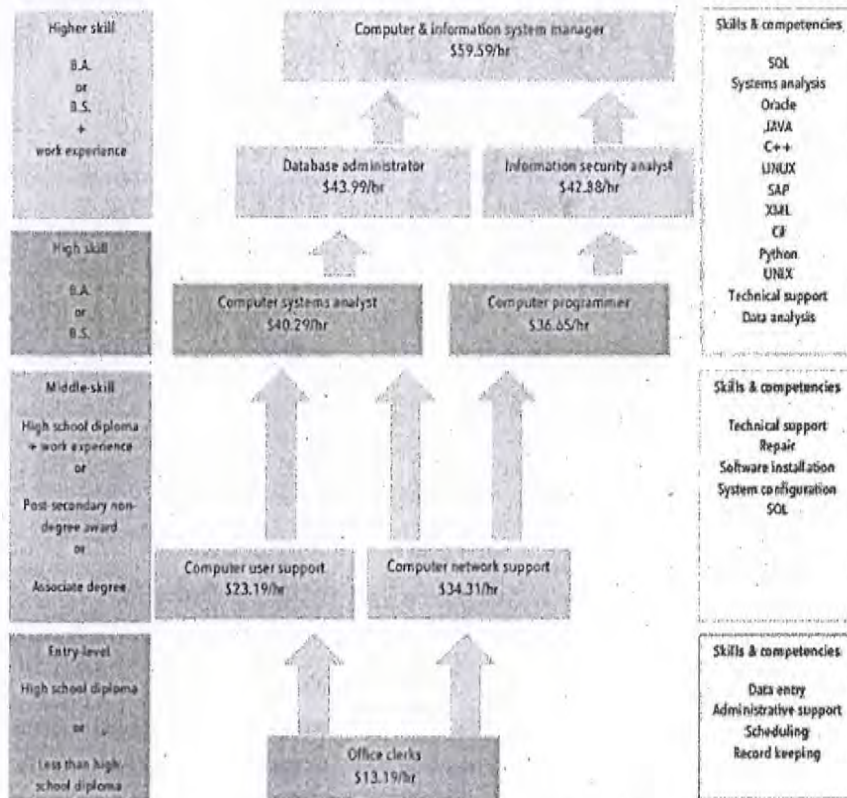 Higher skill
B.A.
or
B.S.
+
work experience
Computer & information system manager
$59.59/hr
Database administrator
$43.99/hr
Information security analyst
$42.88/hr
Skills & competencies
SQL
Systems analysis
Oracle
JAVA
C++
LINUX
SAP
XML
C#
Python
UNIX
Technical support
Data analysis
High skill
B.A.
or
B.S.
Computer systems analyst
$40.29/hr
Computer programmer
$36.65/hr
Middle-skill
High school diploma
+ work experience
or
Post-secondary non-
degree award
or
Associate degree
Computer user support
$23.19/hr
Computer network support
$34.31/hr
Skills & competencies
Technical support
Repair
Software installation
System configuration
SQL
Entry-level
High school diploma
or
Less than high-
school diploma
Office clerks
$13.19/hr
Skills & competencies
Data entry
Administrative support
Scheduling
Record keeping